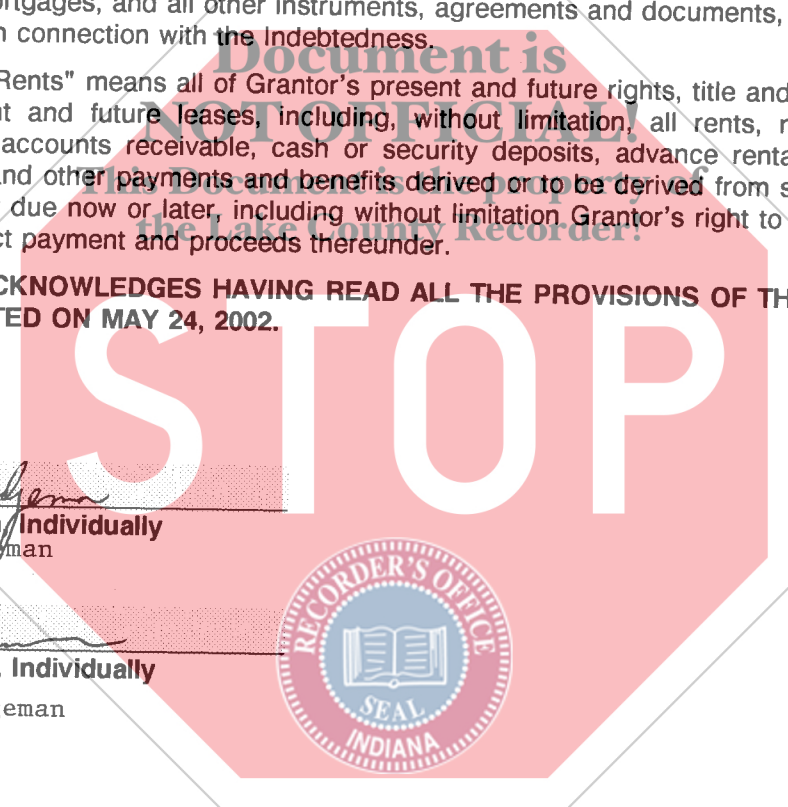 rtgages, and all other instruments, agreements and documents,
n connection with the Indebtedness.
Document is
Rents" means all of Grantor's present and future rights, title and
nt and future leases, including, without limitation, all rents, r
NOT OFFICIAL!
accounts receivable, cash or security deposits, advance renta
and other payments and benefits derived or to be derived from s
This Document is the property of
due now or later, including without limitation Grantor's right to
the Lake County Recorder!
ct payment and proceeds thereunder.
CKNOWLEDGES HAVING READ ALL THE PROVISIONS OF TH
TED ON MAY 24, 2002.
STOP
Individually
man
Individually
eman
RECORDER'S OFFICE
SEAL
INDIANA